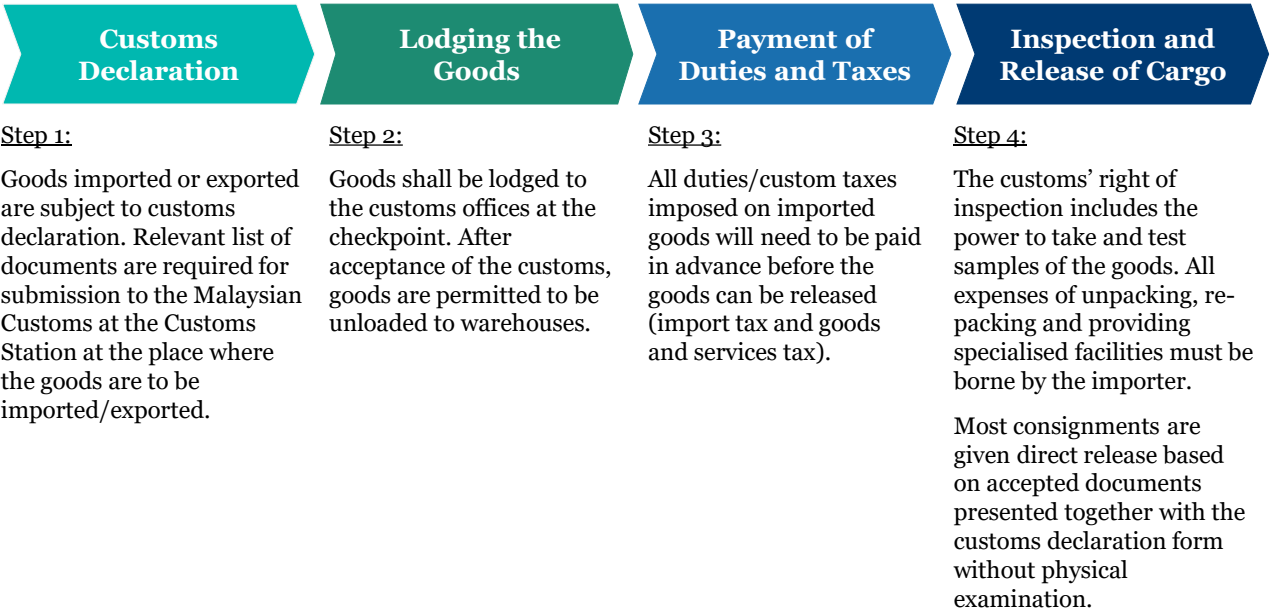 Customs
Declaration
Lodging the
Goods
Payment of
Duties and Taxes
Inspection and
Release of Cargo
Step 1:
Goods imported or exported
are subject to customs
declaration. Relevant list of
documents are required for
submission to the Malaysian
Customs at the Customs
Station at the place where
the goods are to be
imported/exported.
Step 2:
Goods shall be lodged to
the customs offices at the
checkpoint. After
acceptance of the customs,
goods are permitted to be
unloaded to warehouses.
Step 3:
All duties/custom taxes
imposed on imported
goods will need to be paid
in advance before the
goods can be released
(import tax and goods
and services tax).
Step 4:
The customs’ right of
inspection includes the
power to take and test
samples of the goods. All
expenses of unpacking, re-
packing and providing
specialised facilities must be
borne by the importer.
Most consignments are
given direct release based
on accepted documents
presented together with the
customs declaration form
without physical
examination.